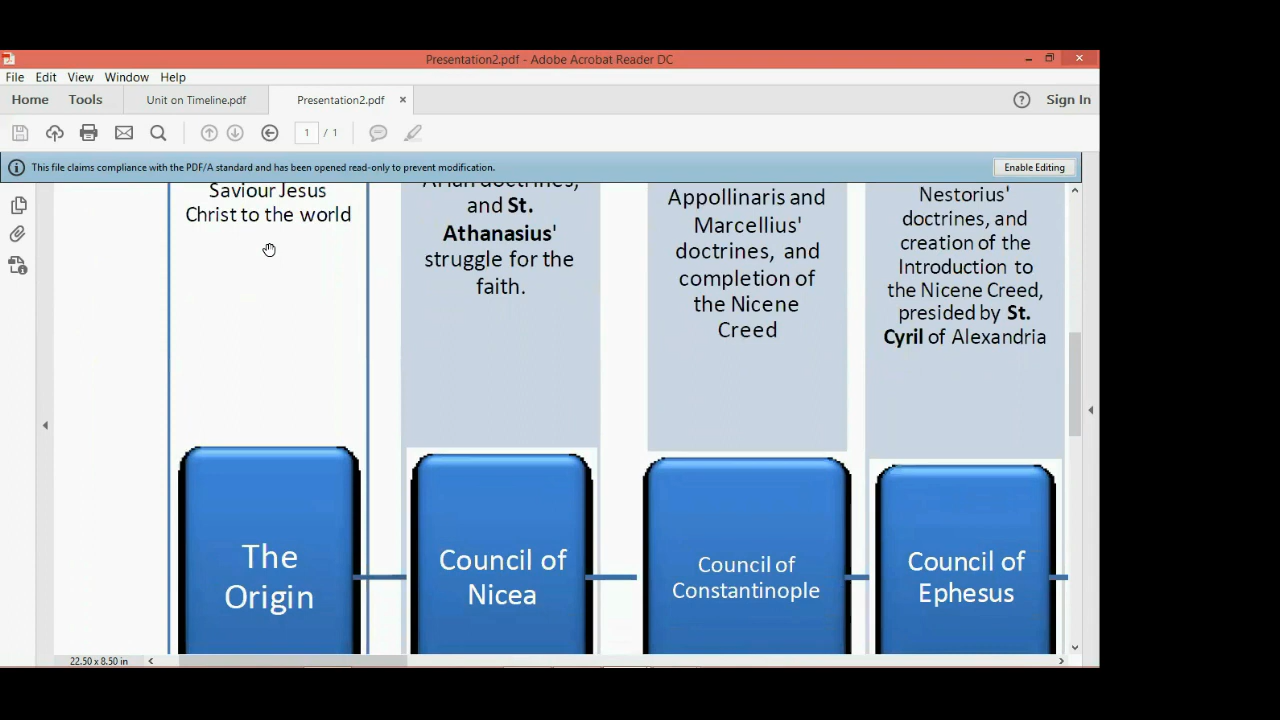 Presentation2.pdf - Adobe Acrobat Reader DC
File Edit View Window Help
Home Tools Unit on Timeline.pdf Presentation2.pdf × Sign In
1 / 1
This file claims compliance with the PDF/A standard and has been opened read-only to prevent modification. Enable Editing
Saviour Jesus
Christ to the world
Arian doctrines,
and St.
Athanasius'
struggle for the
faith.
Appollinaris and
Marcellius'
doctrines, and
completion of
the Nicene
Creed
Nestorius'
doctrines, and
creation of the
Introduction to
the Nicene Creed,
presided by St.
Cyril of Alexandria
The
Origin
Council of
Nicea
Council of
Constantinople
Council of
Ephesus
22.50 x 8.50 in